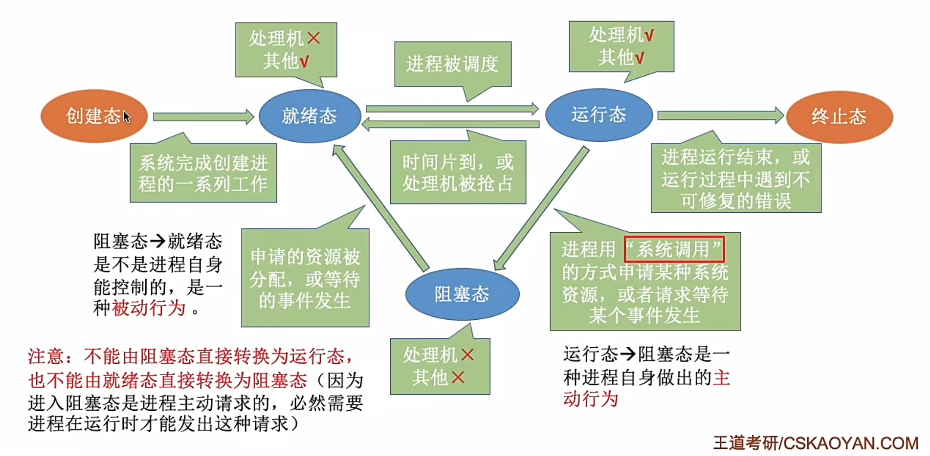 处理机×
其他√
进程被调度
处理机√
其他√
创建态
就绪态
运行态
终止态
系统完成创建进
程的一系列工作
时间片到，或
处理机被抢占
进程运行结束，或
运行过程中遇到不
可修复的错误
阻塞态→就绪态
是不是进程自身
能控制的，是一
种被动行为 。
申请的资源被
分配，或等待
的事件发生
阻塞态
进程用“系统调用”
的方式申请某种系统
资源，或者请求等待
某个事件发生
处理机×
其他×
运行态→阻塞态是一
种进程自身做出的主
动行为
注意：不能由阻塞态直接转换为运行态，
也不能由就绪态直接转换为阻塞态（因为
进入阻塞态是进程主动请求的，必然需要
进程在运行时才能发出这种请求）
王道考研/CSKAOYAN.COM